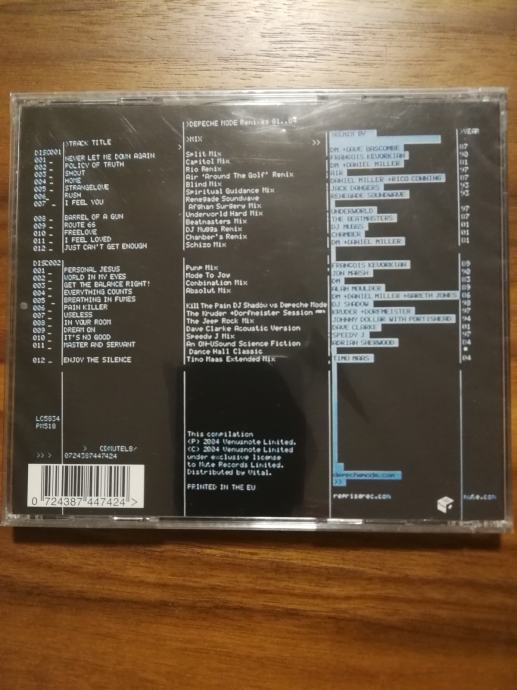 >DEPECHE MODE Remixes 81..04
>TRACK TITLE >MIX >> >REMIX BY >YEAR
DISC001
001 _ NEVER LET ME DOWN AGAIN Split Mix DM +DAVE BASCOMBE 87
POLICY OF TRUTH Capitol Mix FRANCOIS KEVORKIAN 90
SHOUT Rio Remix DM +DANIEL MILLER 81
HOME Air "Around The Golf" Remix AIR 97
STRANGELOVE Blind Mix DANIEL MILLER +RICO CONNING 87
RUSH Spiritual Guidance Mix JACK DANGERS 93
I FEEL YOU Renegade Soundwave RENEGADE SOUNDWAVE 93
Afghan Surgery Mix
008 _ BARREL OF A GUN Underworld Hard Mix UNDERWORLD 97
009 _ ROUTE 66 Beatmasters Mix THE BEATMASTERS 87
010 _ FREELOVE DJ Muggs Remix DJ MUGGS 01
011 _ I FEEL LOVED Chamber's Remix CHAMBER 01
012 _ JUST CAN'T GET ENOUGH Schizo Mix DM +DANIEL MILLER 81
DISC002
001 _ PERSONAL JESUS Pump Mix FRANCOIS KEVORKIAN 89
002 _ WORLD IN MY EYES Mode To Joy JON MARSH 90
003 _ GET THE BALANCE RIGHT! Combination Mix DM 83
004 _ EVERYTHING COUNTS Absolut Mix ALAN MOULDER
005 _ BREATHING IN FUMES DM +DANIEL MILLER +GARETH JONES 86
006 _ PAIN KILLER Kill The Pain DJ Shadow vs Depeche Mode DJ SHADOW 98
007 _ USELESS The Kruder +Dorfmeister Session ™ KRUDER +DORFMEISTER 97
008 _ IN YOUR ROOM The Jeep Rock Mix JOHNNY DOLLAR WITH PORTISHEAD 94
009 _ DREAM ON Dave Clarke Acoustic Version DAVE CLARKE 01
010 _ IT'S NO GOOD Speedy J Mix SPEEDY J 97
011 _ MASTER AND SERVANT An ON-USound Science Fiction ADRIAN SHERWOOD 84
Dance Hall Classic
012 _ ENJOY THE SILENCE Timo Maas Extended Mix TIMO MAAS 04
LC5834
PM518
> CDMUTEL8/
>> > 0724387447424
0 724387 447424 >
This compilation
(P) 2004 Venusnote Limited.
(C) 2004 Venusnote Limited
under exclusive license
to Mute Records Limited.
Distributed by Vital.
PRINTED IN THE EU
depechemode.com
>>
repriserec.com
mute.com